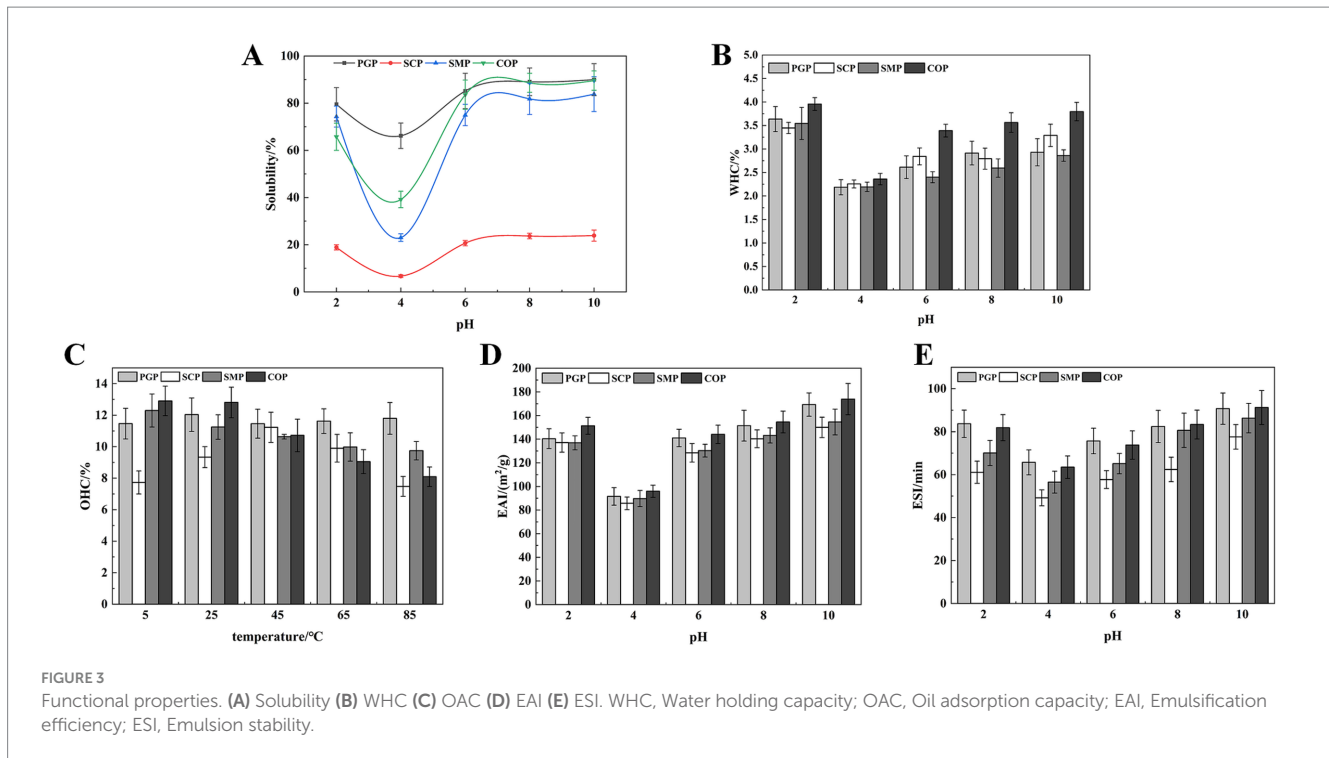 A
PGP SCP SMP COP
100
80
60
40
20
0
Solubility/%
2 4 6 8 10
pH
B
PGP SCP SMP COP
5.0
4.5
4.0
3.5
3.0
2.5
2.0
1.5
1.0
0.5
0.0
WHC/%
2 4 6 8 10
pH
C
PGP SCP SMP COP
14
12
10
8
6
4
2
0
OHC/%
5 25 45 65 85
temperature/°C
D
PGP SCP SMP COP
200
180
160
140
120
100
80
60
40
20
0
EAI/(m²/g)
2 4 6 8 10
pH
E
PGP SCP SMP COP
100
80
60
40
20
0
ESI/min
2 4 6 8 10
pH
FIGURE 3
Functional properties. (A) Solubility (B) WHC (C) OAC (D) EAI (E) ESI. WHC, Water holding capacity; OAC, Oil adsorption capacity; EAI, Emulsification
efficiency; ESI, Emulsion stability.